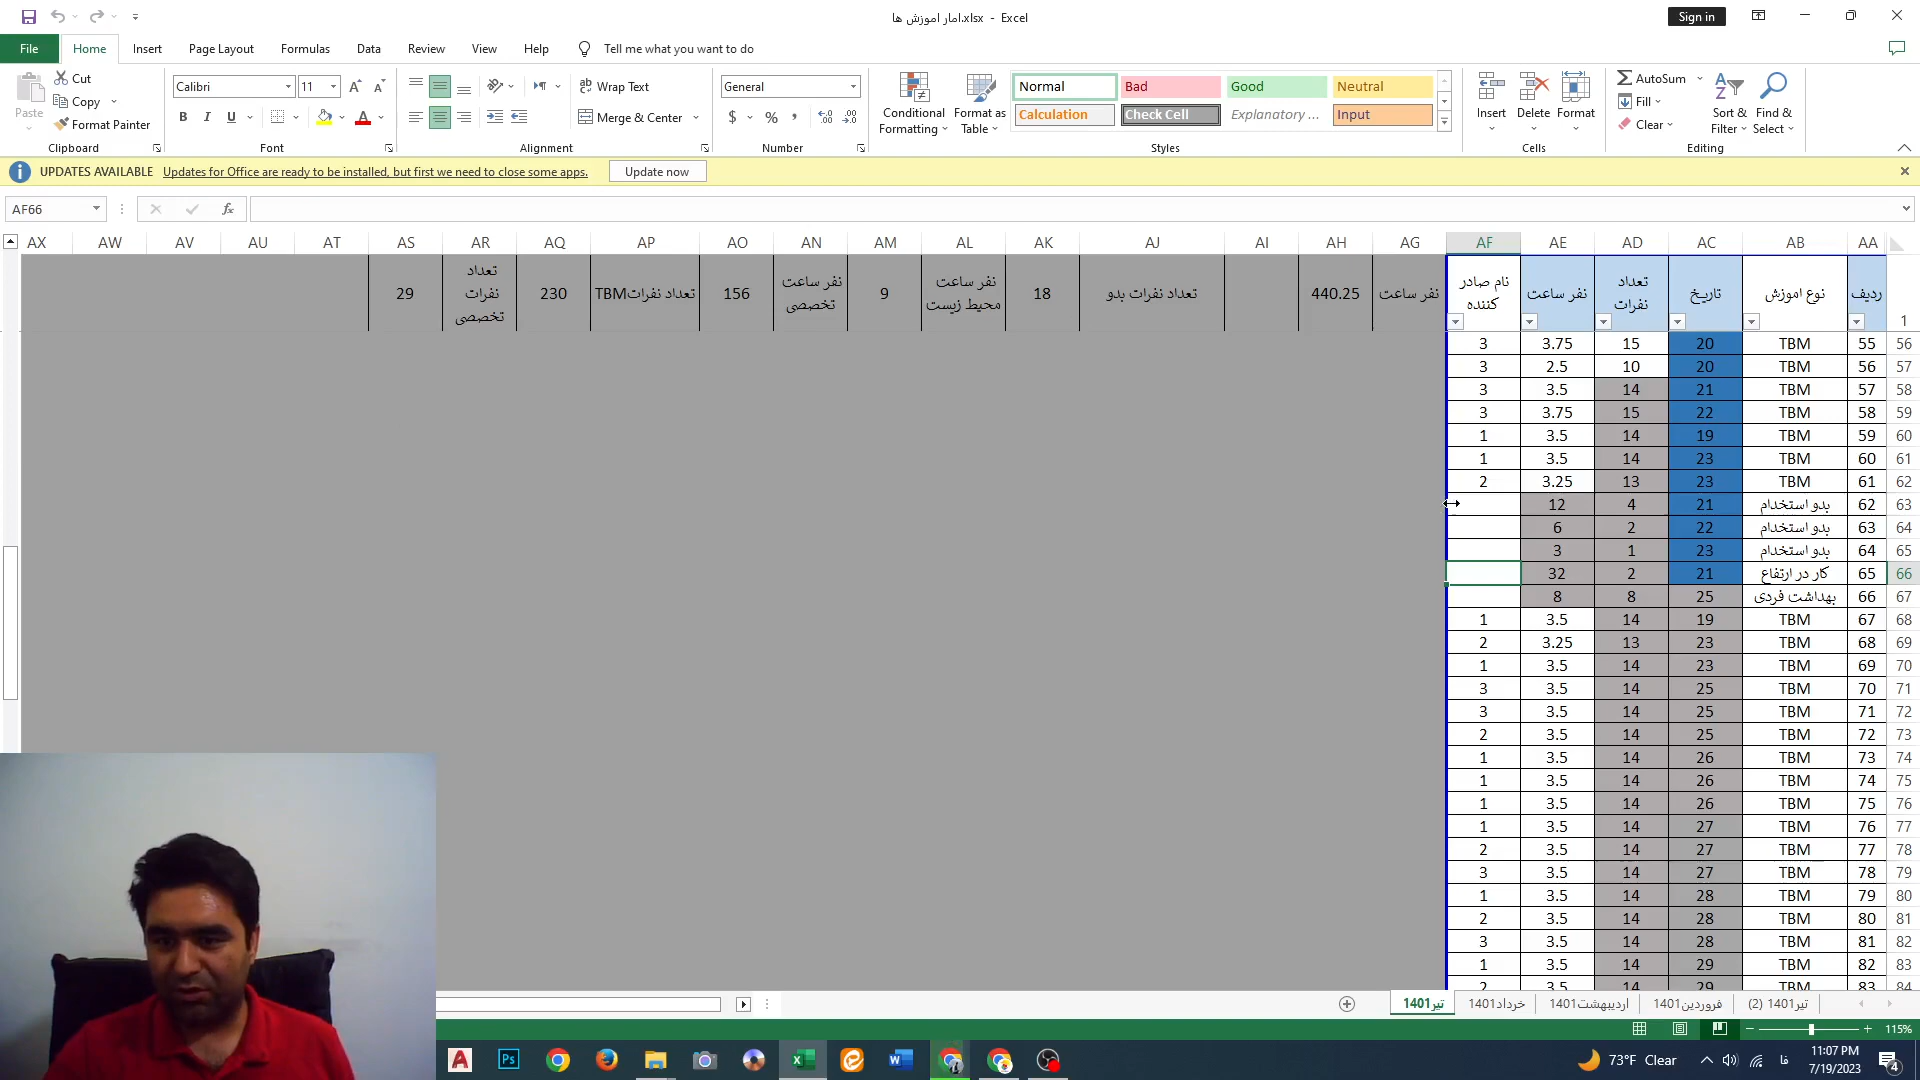 امار اموزش ها.xlsx - Excel
Sign in
File Home Insert Page Layout Formulas Data Review View Help Tell me what you want to do
Paste
Cut
Copy
Format Painter
Clipboard
Calibri 11
B I U
Font
Wrap Text
Merge & Center
Alignment
General
$ % ,
Number
Conditional Formatting
Format as Table
Normal Bad Good Neutral
Calculation Check Cell Explanatory ... Input
Styles
Insert Delete Format
Cells
AutoSum
Fill
Clear
Sort & Filter
Find & Select
Editing
UPDATES AVAILABLE Updates for Office are ready to be installed, but first we need to close some apps. Update now
AF66 fx
AX AW AV AU AT AS AR AQ AP AO AN AM AL AK AJ AI AH AG AF AE AD AC AB AA
29 تعداد نفرات تخصصی 230 تعداد نفراتTBM 156 نفر ساعت تخصصی 9 نفر ساعت محیط زیست 18 تعداد نفرات بدو 440.25 نفر ساعت نام صادر کننده نفر ساعت تعداد نفرات تاریخ نوع اموزش ردیف 1
3 3.75 15 20 TBM 55 56
3 2.5 10 20 TBM 56 57
3 3.5 14 21 TBM 57 58
3 3.75 15 22 TBM 58 59
1 3.5 14 19 TBM 59 60
1 3.5 14 23 TBM 60 61
2 3.25 13 23 TBM 61 62
12 4 21 بدو استخدام 62 63
6 2 22 بدو استخدام 63 64
3 1 23 بدو استخدام 64 65
32 2 21 کار در ارتفاع 65 66
8 8 25 بهداشت فردی 66 67
1 3.5 14 19 TBM 67 68
2 3.25 13 23 TBM 68 69
1 3.5 14 23 TBM 69 70
3 3.5 14 25 TBM 70 71
3 3.5 14 25 TBM 71 72
2 3.5 14 25 TBM 72 73
1 3.5 14 26 TBM 73 74
1 3.5 14 26 TBM 74 75
1 3.5 14 26 TBM 75 76
1 3.5 14 27 TBM 76 77
2 3.5 14 27 TBM 77 78
3 3.5 14 27 TBM 78 79
1 3.5 14 28 TBM 79 80
2 3.5 14 28 TBM 80 81
3 3.5 14 28 TBM 81 82
1 3.5 14 29 TBM 82 83
2 3.5 14 29 TBM 83 84
تیر1401 خرداد1401 اردیبهشت1401 فروردین1401 تیر1401 (2)
115%
73°F Clear
فا
11:07 PM
7/19/2023
4